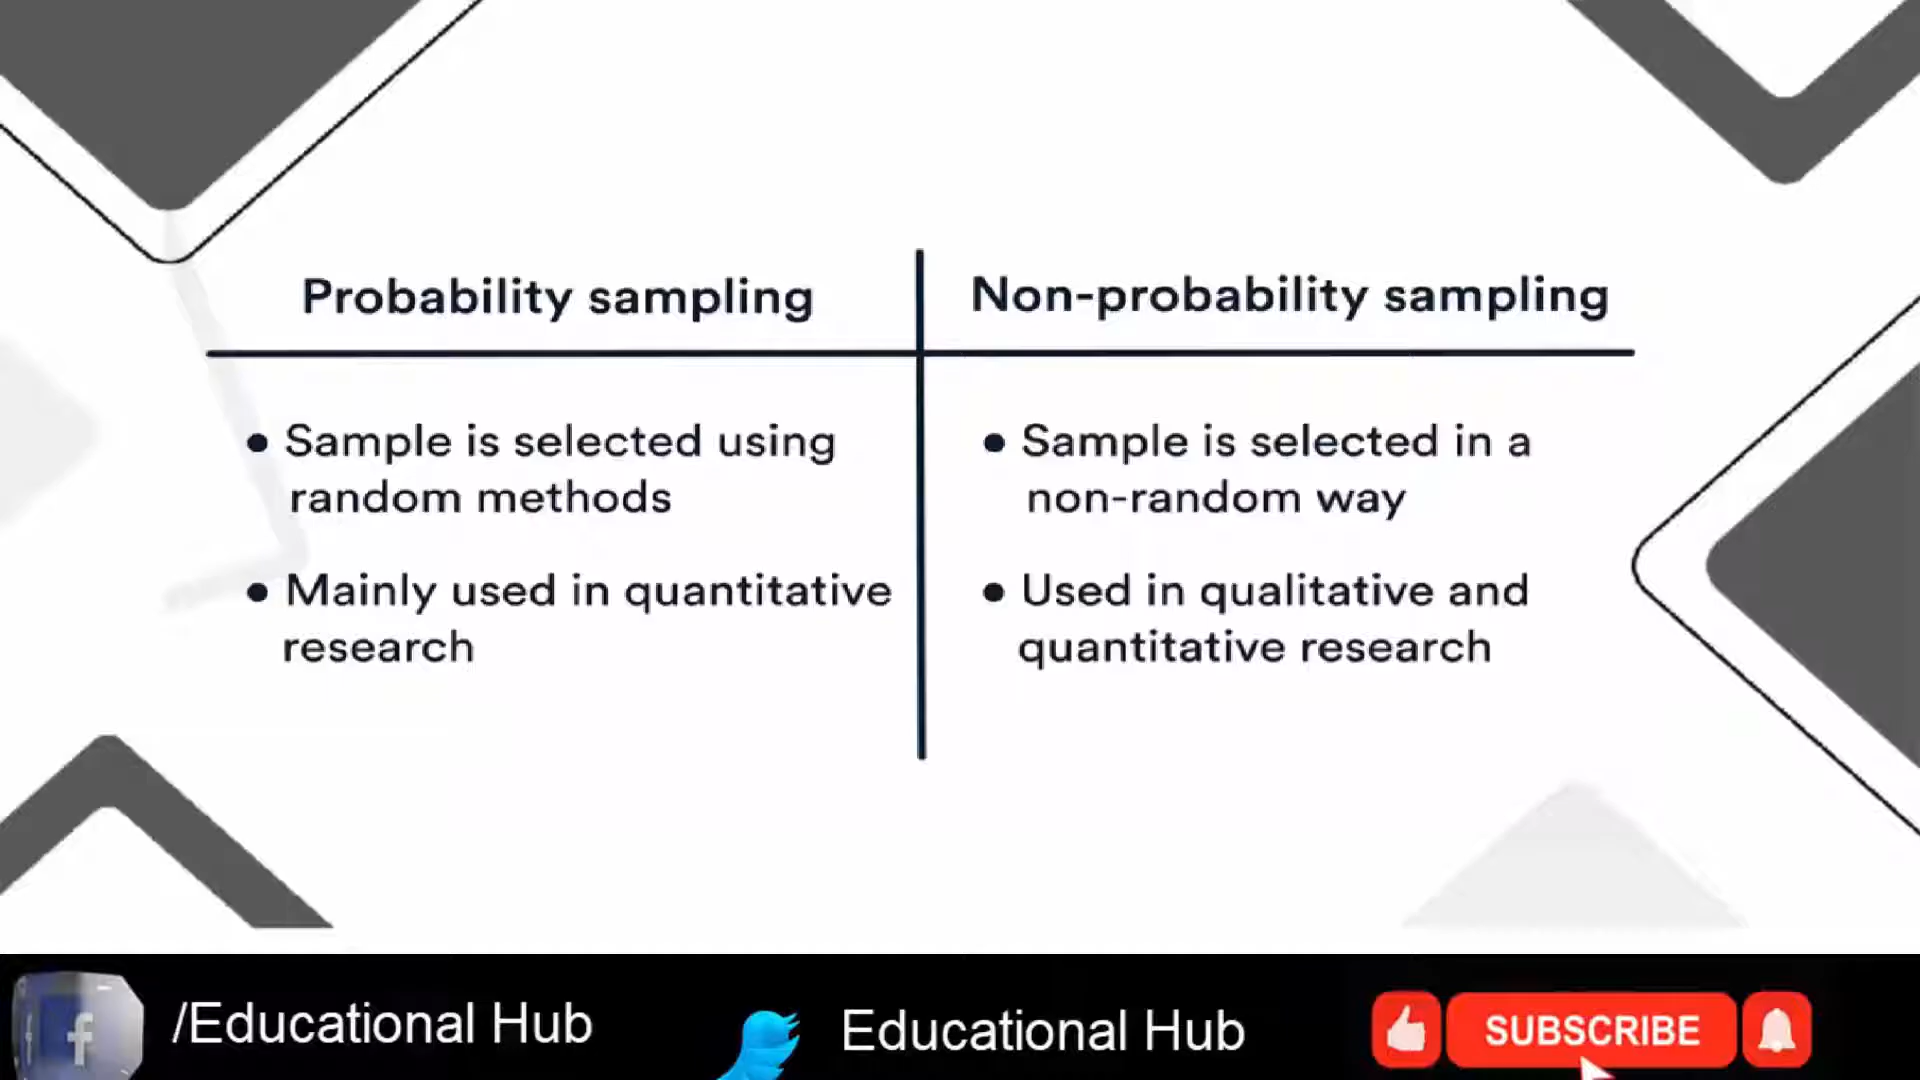 Probability sampling
Non-probability sampling
• Sample is selected using
random methods
• Mainly used in quantitative
research
• Sample is selected in a
non-random way
• Used in qualitative and
quantitative research
/Educational Hub
Educational Hub
SUBSCRIBE